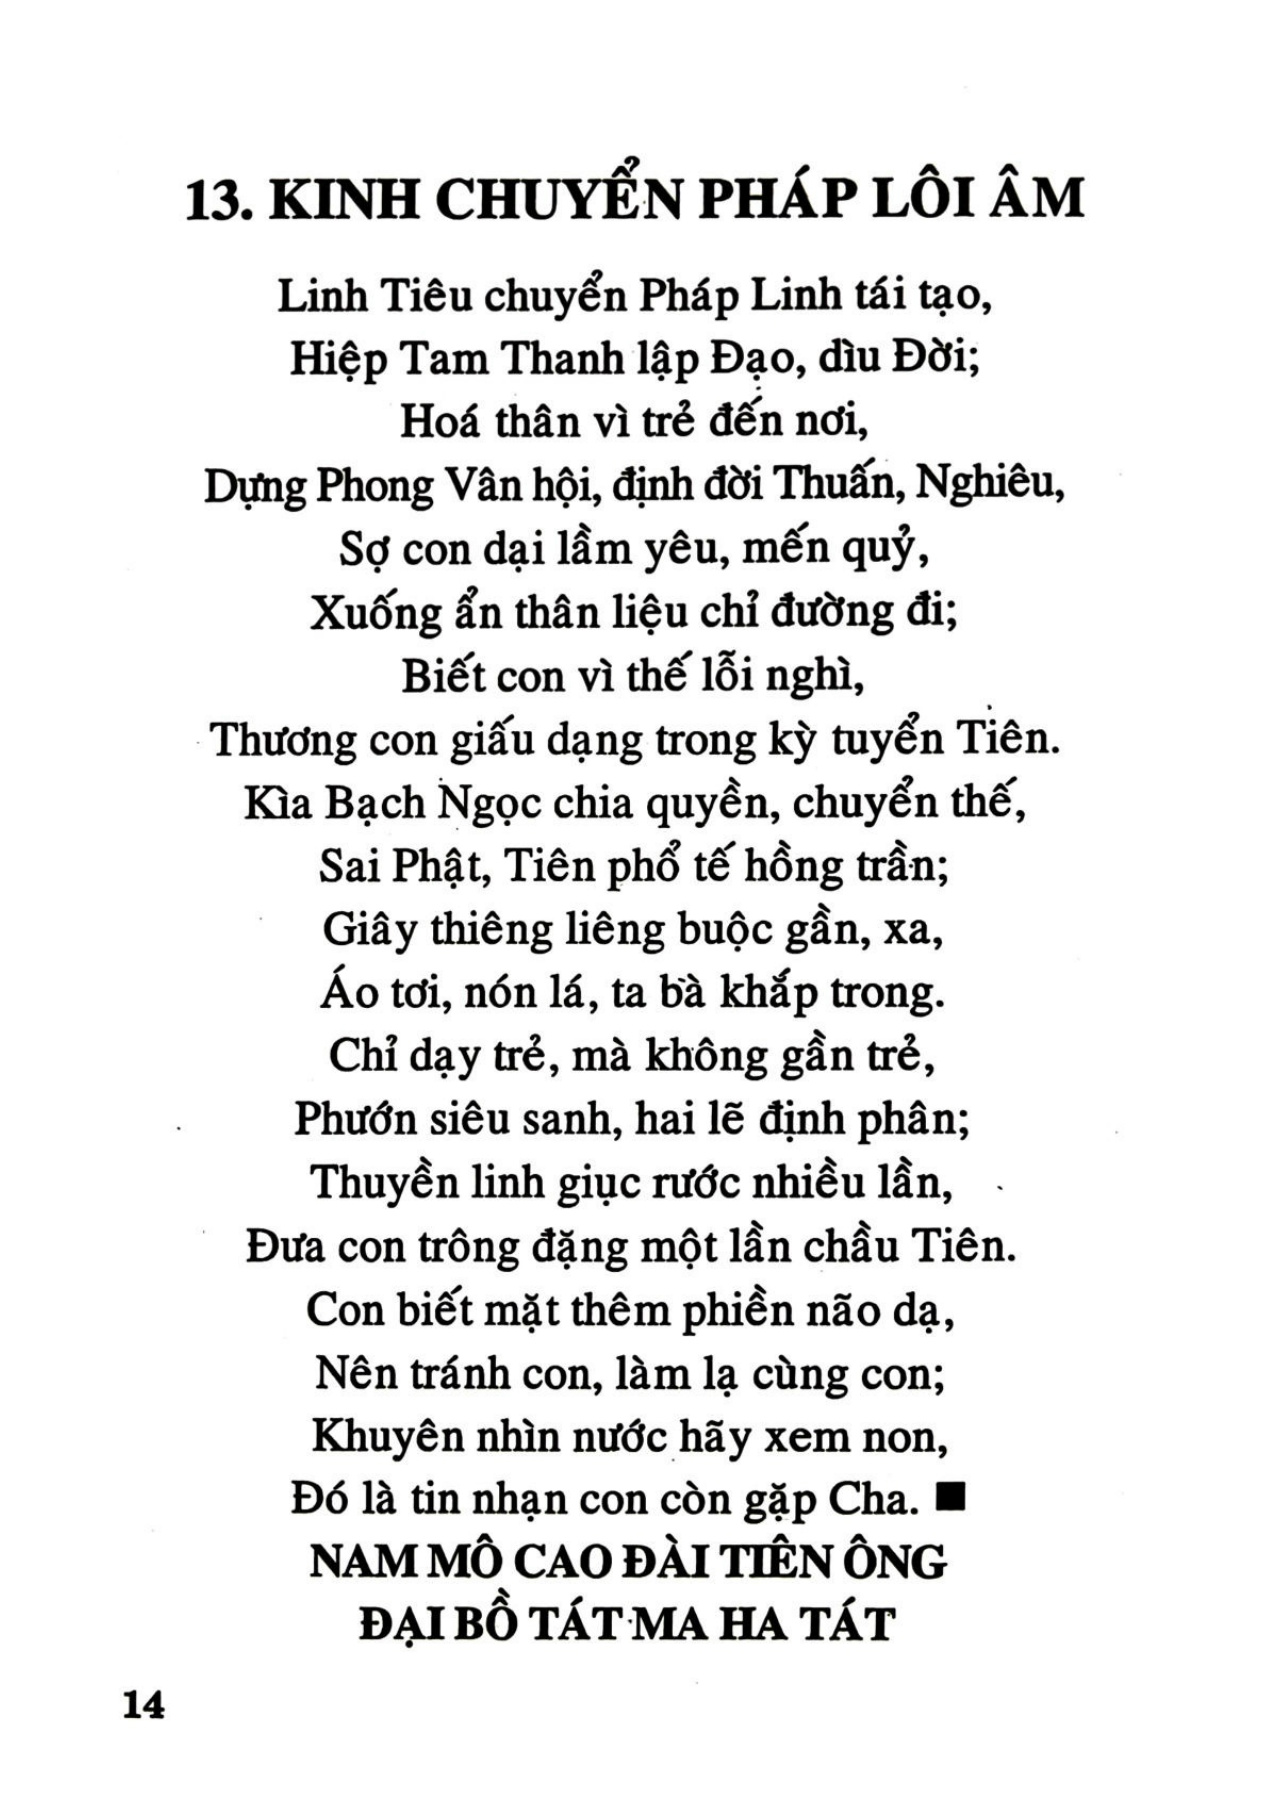 13. KINH CHUYỂN PHÁP LÔI ÂM
Linh Tiêu chuyển Pháp Linh tái tạo,
Hiệp Tam Thanh lập Đạo, dìu Đời;
Hoá thân vì trẻ đến nơi,
Dựng Phong Vân hội, định đời Thuấn, Nghiêu,
Sợ con dại lầm yêu, mến quỷ,
Xuống ẩn thân liệu chỉ đường đi;
Biết con vì thế lỗi nghì,
Thương con giấu dạng trong kỳ tuyển Tiên.
Kìa Bạch Ngọc chia quyền, chuyển thế,
Sai Phật, Tiên phổ tế hồng trần;
Giây thiêng liêng buộc gần, xa,
Áo tơi, nón lá, ta bà khắp trong.
Chỉ dạy trẻ, mà không gần trẻ,
Phướn siêu sanh, hai lẽ định phân;
Thuyền linh giục rước nhiều lần,
Đưa con trông đặng một lần chầu Tiên.
Con biết mặt thêm phiền não dạ,
Nên tránh con, làm lạ cùng con;
Khuyên nhìn nước hãy xem non,
Đó là tin nhạn con còn gặp Cha. ■
NAM MÔ CAO ĐÀI TIÊN ÔNG
ĐẠI BỒ TÁT MA HA TÁT
14